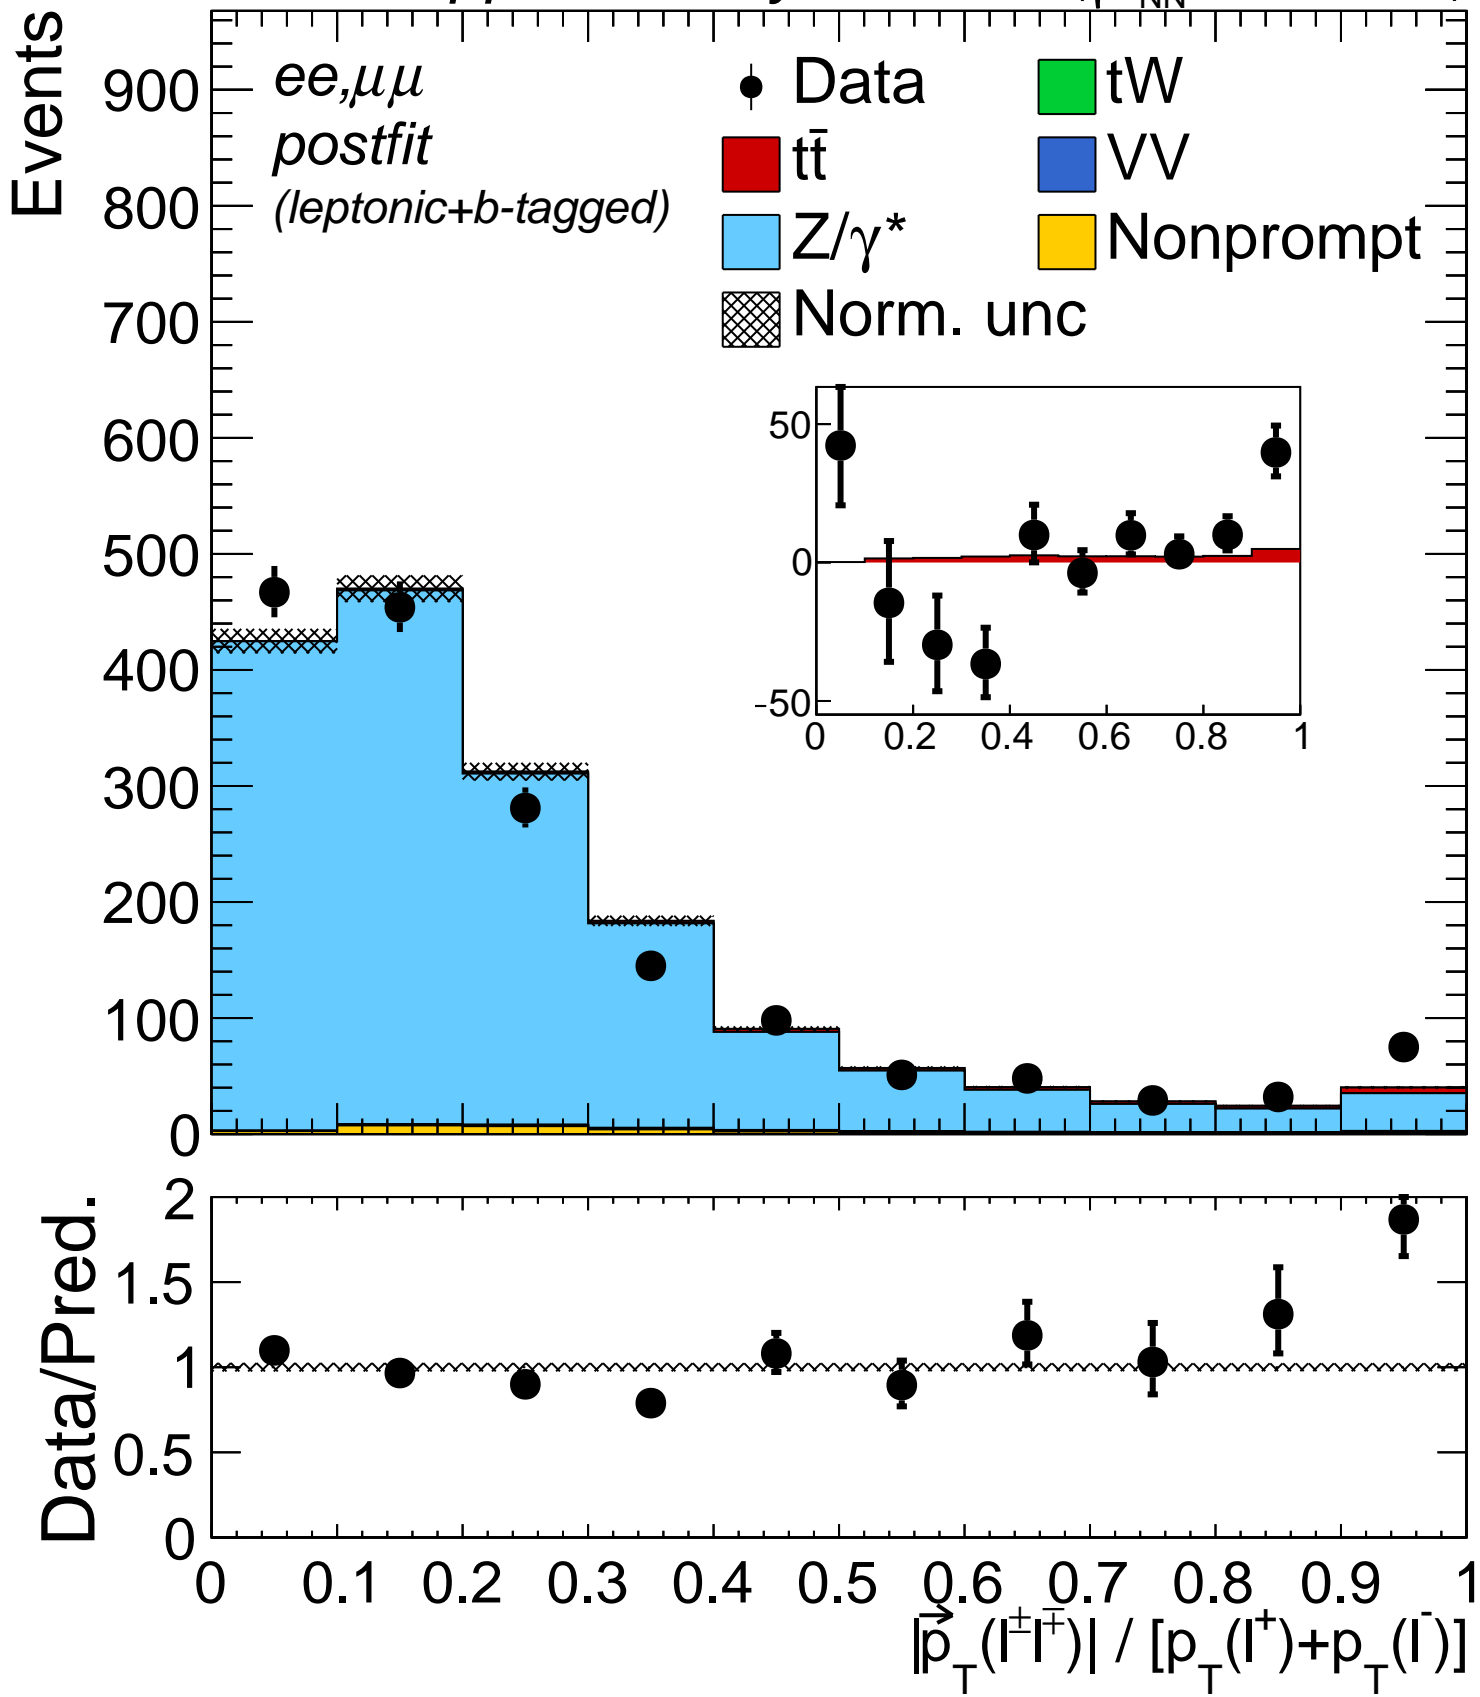 Events
ee,μμ
postfit
(leptonic+b-tagged)
Data
tt̄
Z/γ*
Norm. unc
tW
VV
Nonprompt
900
800
700
600
500
400
300
200
100
0
50
0
-50
0 0.2 0.4 0.6 0.8 1
Data/Pred.
2
1.5
1
0.5
0
0 0.1 0.2 0.3 0.4 0.5 0.6 0.7 0.8 0.9 1
|p⃗_T(l^± l^∓)| / [p_T(l^+)+p_T(l^-)]